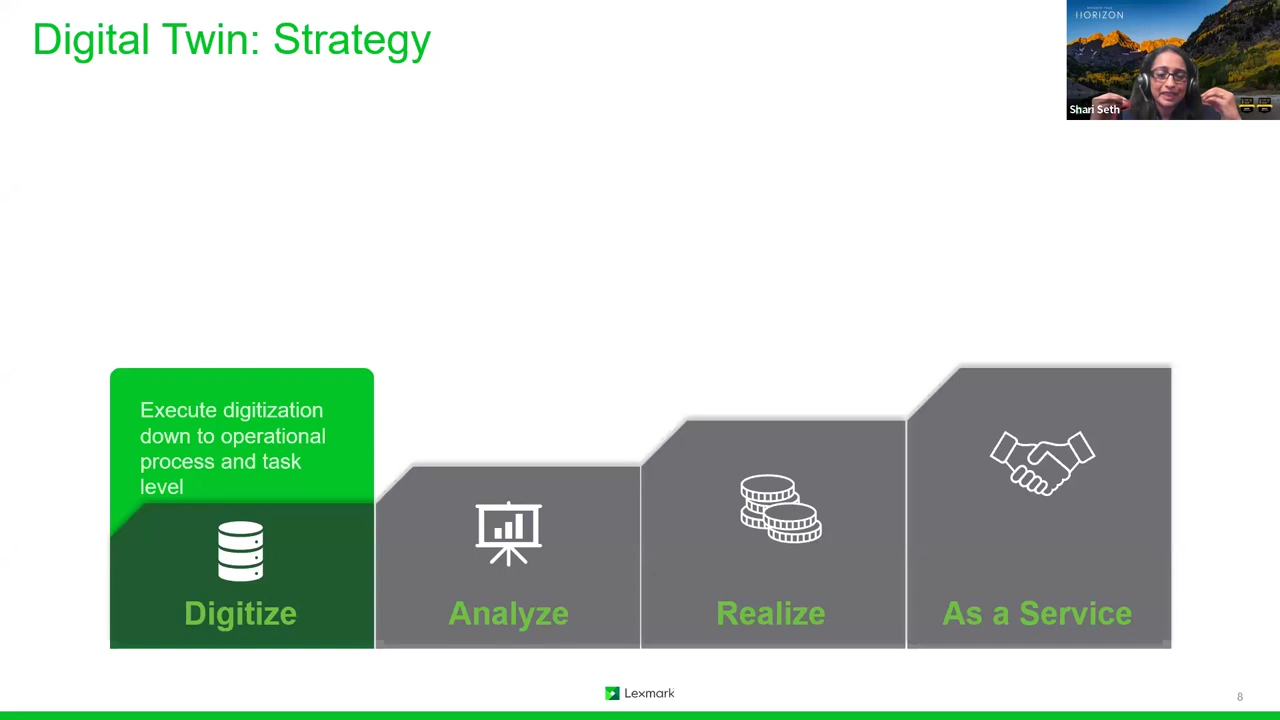 Digital Twin: Strategy
HORIZON
Shari Seth
Execute digitization
down to operational
process and task
level
Digitize
Analyze
Realize
As a Service
Lexmark
8